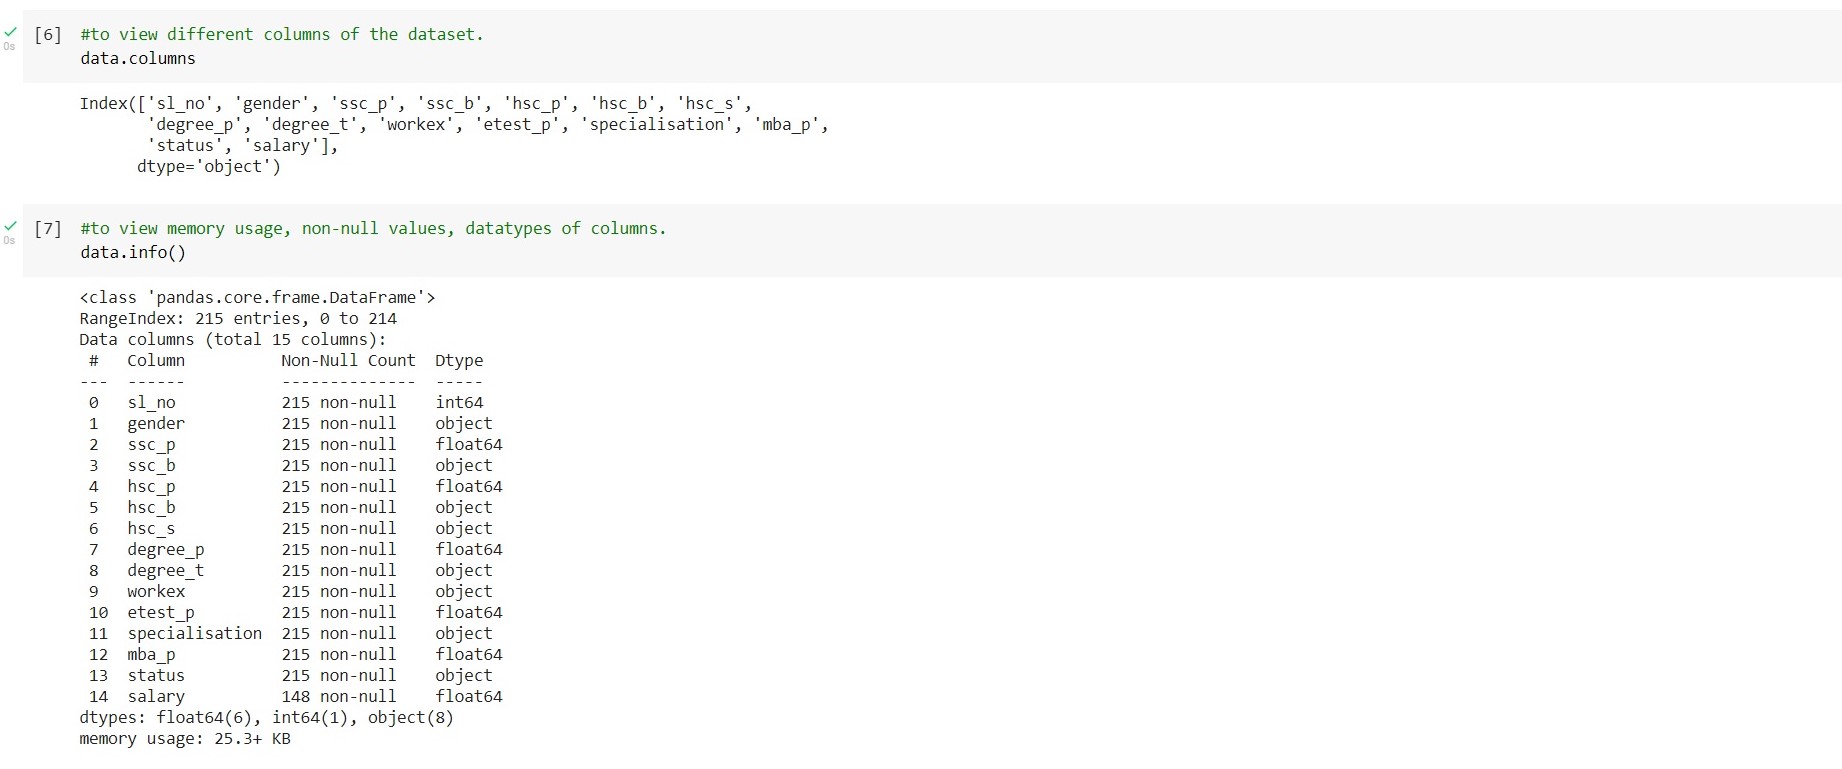 [6] #to view different columns of the dataset.
0s
data.columns
Index(['sl_no', 'gender', 'ssc_p', 'ssc_b', 'hsc_p', 'hsc_b', 'hsc_s',
'degree_p', 'degree_t', 'workex', 'etest_p', 'specialisation', 'mba_p',
'status', 'salary'],
dtype='object')
[7] #to view memory usage, non-null values, datatypes of columns.
0s
data.info()
<class 'pandas.core.frame.DataFrame'>
RangeIndex: 215 entries, 0 to 214
Data columns (total 15 columns):
# Column Non-Null Count Dtype
--- ------ -------------- -----
0 sl_no 215 non-null int64
1 gender 215 non-null object
2 ssc_p 215 non-null float64
3 ssc_b 215 non-null object
4 hsc_p 215 non-null float64
5 hsc_b 215 non-null object
6 hsc_s 215 non-null object
7 degree_p 215 non-null float64
8 degree_t 215 non-null object
9 workex 215 non-null object
10 etest_p 215 non-null float64
11 specialisation 215 non-null object
12 mba_p 215 non-null float64
13 status 215 non-null object
14 salary 148 non-null float64
dtypes: float64(6), int64(1), object(8)
memory usage: 25.3+ KB